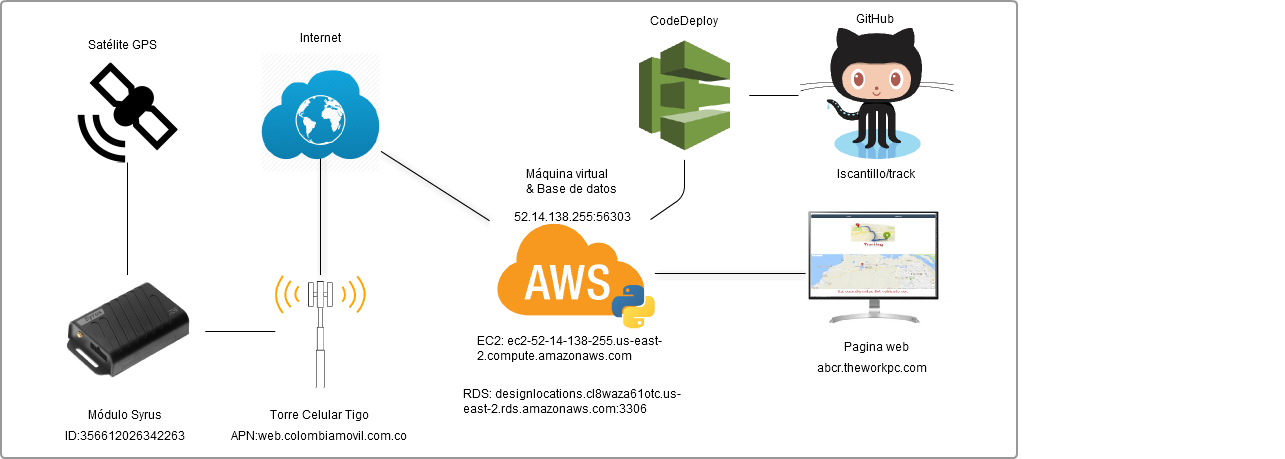 Satélite GPS
Internet
CodeDeploy
GitHub
Iscantillo/track
Máquina virtual
& Base de datos
52.14.138.255:56303
AWS
EC2: ec2-52-14-138-255.us-east-
2.compute.amazonaws.com
RDS: designlocations.cl8waza61otc.us-
east-2.rds.amazonaws.com:3306
Pagina web
abcr.theworkpc.com
Syrus
Módulo Syrus
ID:356612026342263
Torre Celular Tigo
APN:web.colombiamovil.com.co